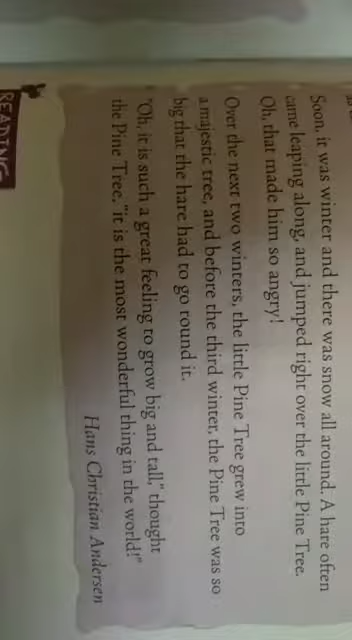 Soon, it was winter and there was snow all around. A hare often
came leaping along, and jumped right over the little Pine Tree.
Oh, that made him so angry!
Over the next two winters, the little Pine Tree grew into
a majestic tree, and before the third winter, the Pine Tree was so
big that the hare had to go round it.
"Oh, it is such a great feeling to grow big and tall," thought
the Pine Tree, "it is the most wonderful thing in the world!"
Hans Christian Andersen
READING